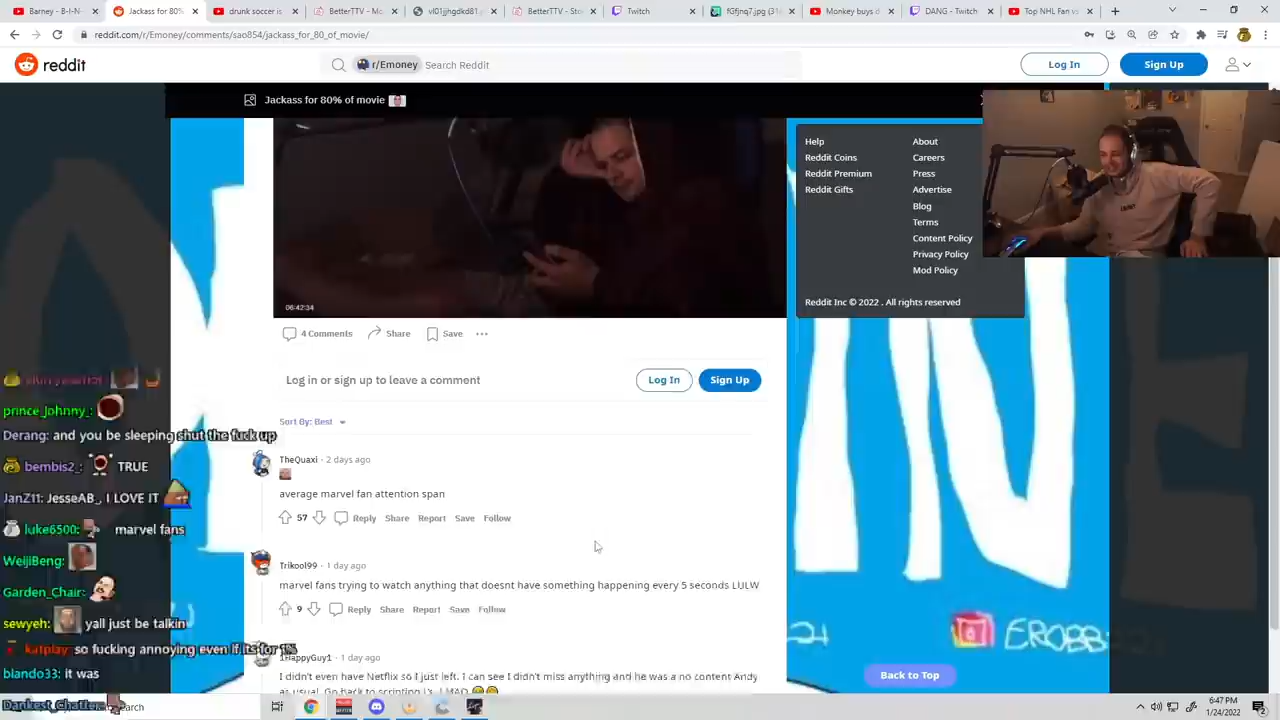 Barney - B-I-N-
Jackass for 80%
drunk soccer is
BetterTTV - Mo
vl01jjngdkd81.
BetterTTV - Sto
Twitch
Monkey buys d
DANG - Twitch
Top NHL Fan vs
reddit.com/r/Emoney/comments/sao854/jackass_for_80_of_movie/
reddit
r/Emoney
Search Reddit
Log In
Sign Up
Jackass for 80% of movie
Help
About
Reddit Coins
Careers
Reddit Premium
Press
Reddit Gifts
Advertise
Blog
Terms
Content Policy
Privacy Policy
Mod Policy
Reddit Inc © 2022 . All rights reserved
06:42:34
4 Comments
Share
Save
Log in or sign up to leave a comment
Log In
Sign Up
Sort By: Best
prince_Johnny_:
Derang: and you be sleeping shut the fuck up
bembis2_: TRUE
JanZ11: JesseAB_, I LOVE IT
luke6500: marvel fans
WeijiBeng:
Garden_Chair:
sewyeh: yall just be talkin
katplay: so fucking annoying even if its for 1%
blando33: it was
Dankest_Chatter:
TheQuaxi · 2 days ago
average marvel fan attention span
57 Reply Share Report Save Follow
Trikool99 · 1 day ago
marvel fans trying to watch anything that doesnt have something happening every 5 seconds LULW
9 Reply Share Report Save Follow
1HappyGuy1 · 1 day ago
I didn't even have Netflix so I just left. I can see I didn't miss anything and he was a no content Andy
EROBB
Back to Top
6:47 PM
1/24/2022